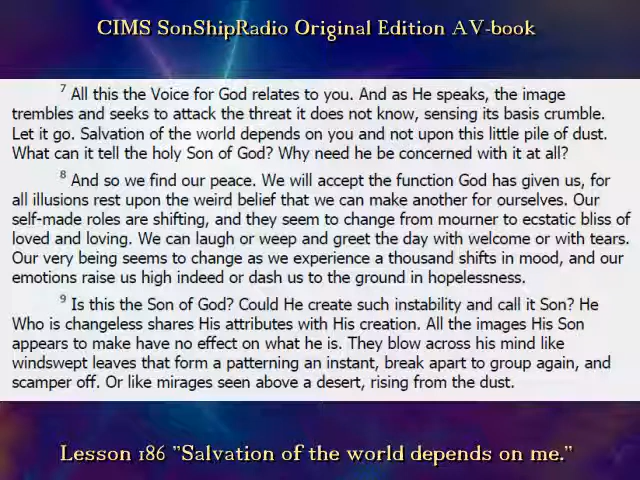 CIMS SonShipRadio Original Edition AV-book
7 All this the Voice for God relates to you. And as He speaks, the image
trembles and seeks to attack the threat it does not know, sensing its basis crumble.
Let it go. Salvation of the world depends on you and not upon this little pile of dust.
What can it tell the holy Son of God? Why need he be concerned with it at all?
8 And so we find our peace. We will accept the function God has given us, for
all illusions rest upon the weird belief that we can make another for ourselves. Our
self-made roles are shifting, and they seem to change from mourner to ecstatic bliss of
loved and loving. We can laugh or weep and greet the day with welcome or with tears.
Our very being seems to change as we experience a thousand shifts in mood, and our
emotions raise us high indeed or dash us to the ground in hopelessness.
9 Is this the Son of God? Could He create such instability and call it Son? He
Who is changeless shares His attributes with His creation. All the images His Son
appears to make have no effect on what he is. They blow across his mind like
windswept leaves that form a patterning an instant, break apart to group again, and
scamper off. Or like mirages seen above a desert, rising from the dust.
Lesson 186 "Salvation of the world depends on me."